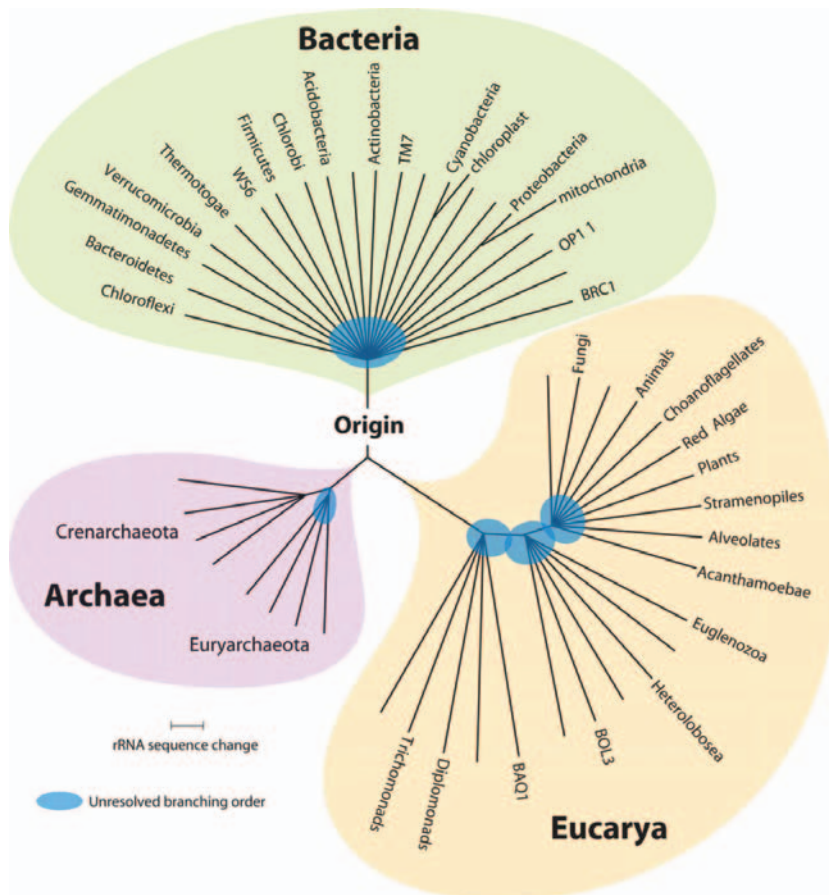 Bacteria
Chloroflexi
Bacteroidetes
Gemmatimonadetes
Verrucomicrobia
Thermotogae
WS6
Firmicutes
Chlorobi
Acidobacteria
Actinobacteria
TM7
Cyanobacteria
chloroplast
Proteobacteria
mitochondria
OP1 1
BRC1
Origin
Crenarchaeota
Archaea
Euryarchaeota
Fungi
Animals
Choanoflagellates
Red Algae
Plants
Stramenopiles
Alveolates
Acanthamoebae
Euglenozoa
Heterolobosea
BOL3
BAQ1
Diplomonads
Trichomonads
Eucarya
rRNA sequence change
Unresolved branching order